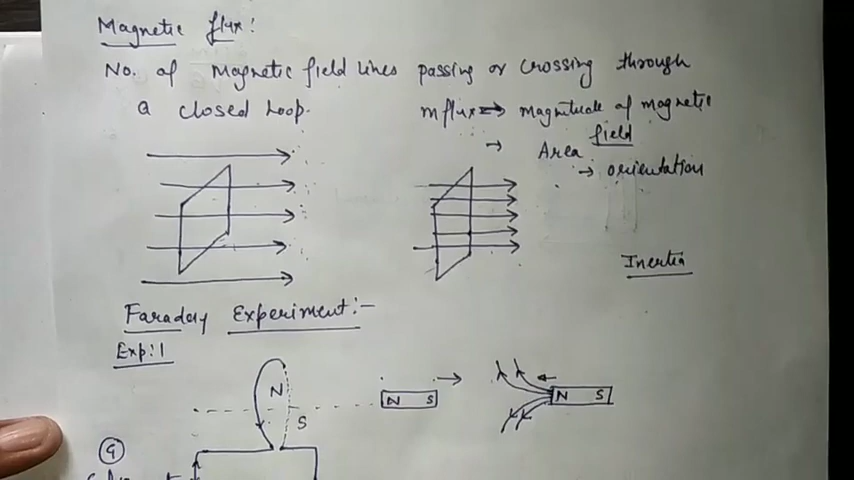 Magnetic flux:
No. of Magnetic field lines passing or crossing through
a closed loop.
mflux → magnitude of magnetic
field
→ Area
→ orientation
Inertia
Faraday Experiment:-
Exp:1
N
S
N S
N S
G